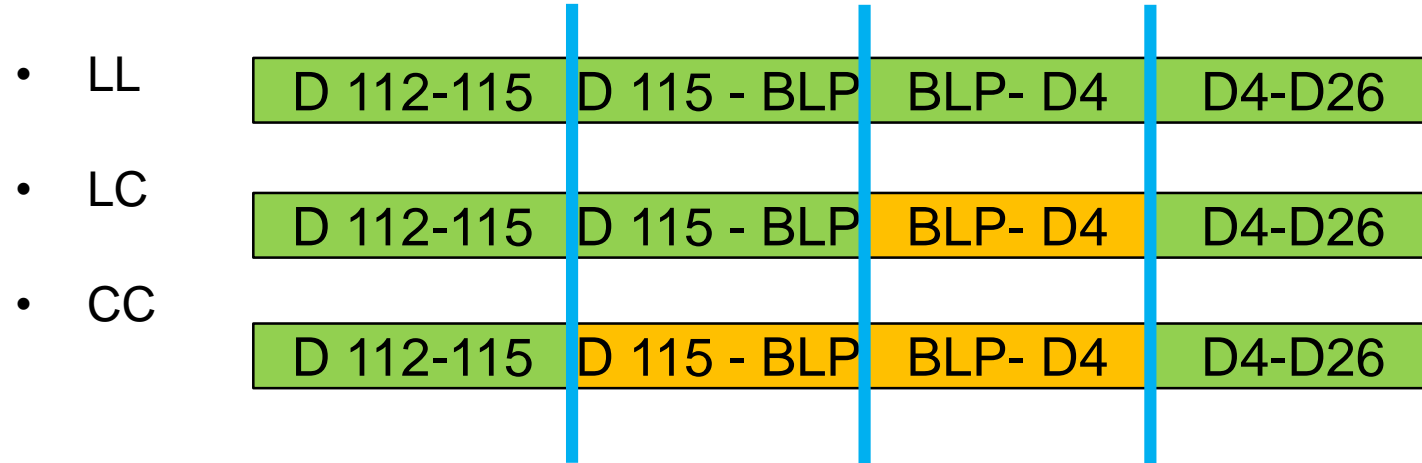 • LL
D 112-115 D 115 - BLP BLP- D4 D4-D26
• LC
D 112-115 D 115 - BLP BLP- D4 D4-D26
• CC
D 112-115 D 115 - BLP BLP- D4 D4-D26